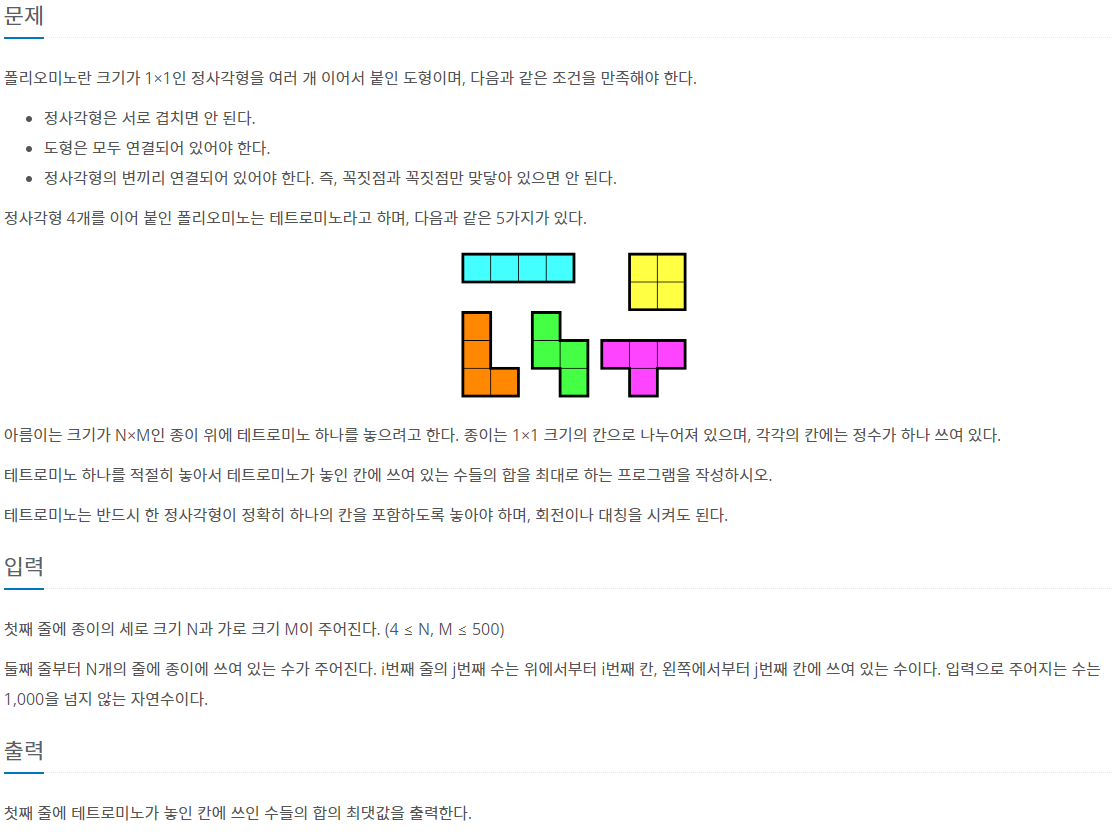 문제
폴리오미노란 크기가 1×1인 정사각형을 여러 개 이어서 붙인 도형이며, 다음과 같은 조건을 만족해야 한다.
정사각형은 서로 겹치면 안 된다.
도형은 모두 연결되어 있어야 한다.
정사각형의 변끼리 연결되어 있어야 한다. 즉, 꼭짓점과 꼭짓점만 맞닿아 있으면 안 된다.
정사각형 4개를 이어 붙인 폴리오미노는 테트로미노라고 하며, 다음과 같은 5가지가 있다.
아름이는 크기가 N×M인 종이 위에 테트로미노 하나를 놓으려고 한다. 종이는 1×1 크기의 칸으로 나누어져 있으며, 각각의 칸에는 정수가 하나 쓰여 있다.
테트로미노 하나를 적절히 놓아서 테트로미노가 놓인 칸에 쓰여 있는 수들의 합을 최대로 하는 프로그램을 작성하시오.
테트로미노는 반드시 한 정사각형이 정확히 하나의 칸을 포함하도록 놓아야 하며, 회전이나 대칭을 시켜도 된다.
입력
첫째 줄에 종이의 세로 크기 N과 가로 크기 M이 주어진다. (4 ≤ N, M ≤ 500)
둘째 줄부터 N개의 줄에 종이에 쓰여 있는 수가 주어진다. i번째 줄의 j번째 수는 위에서부터 i번째 칸, 왼쪽에서부터 j번째 칸에 쓰여 있는 수이다. 입력으로 주어지는 수는
1,000을 넘지 않는 자연수이다.
출력
첫째 줄에 테트로미노가 놓인 칸에 쓰인 수들의 합의 최댓값을 출력한다.